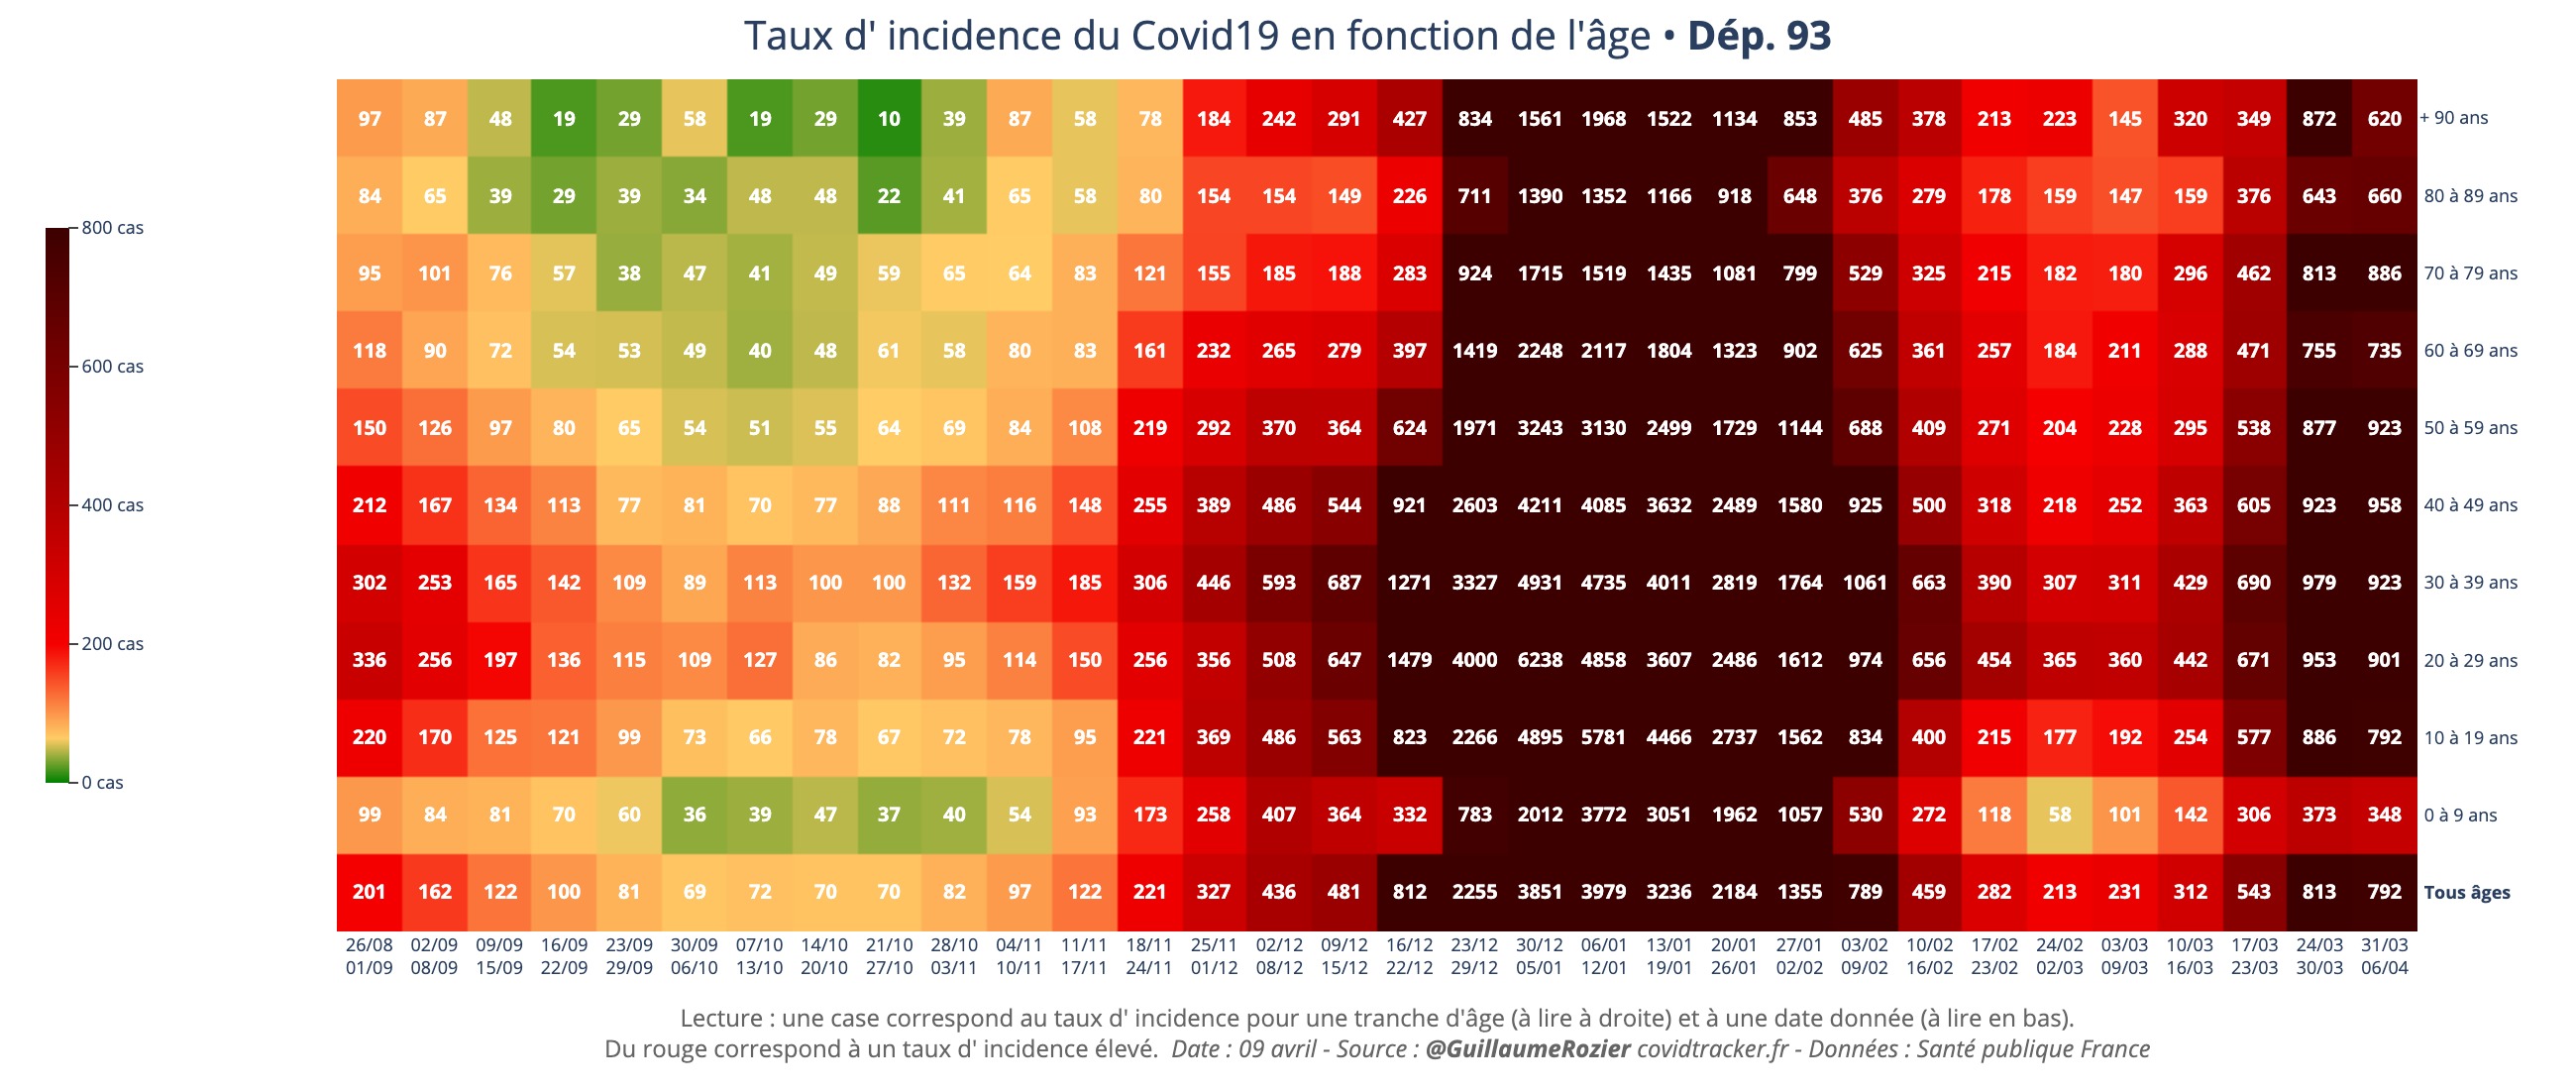 Taux d' incidence du Covid19 en fonction de l'âge • Dép. 93
97 87 48 19 29 58 19 29 10 39 87 58 78 184 242 291 427 834 1561 1968 1522 1134 853 485 378 213 223 145 320 349 872 620 + 90 ans
84 65 39 29 39 34 48 48 22 41 65 58 80 154 154 149 226 711 1390 1352 1166 918 648 376 279 178 159 147 159 376 643 660 80 à 89 ans
800 cas
95 101 76 57 38 47 41 49 59 65 64 83 121 155 185 188 283 924 1715 1519 1435 1081 799 529 325 215 182 180 296 462 813 886 70 à 79 ans
118 90 72 54 53 49 40 48 61 58 80 83 161 232 265 279 397 1419 2248 2117 1804 1323 902 625 361 257 184 211 288 471 755 735 60 à 69 ans
600 cas
150 126 97 80 65 54 51 55 64 69 84 108 219 292 370 364 624 1971 3243 3130 2499 1729 1144 688 409 271 204 228 295 538 877 923 50 à 59 ans
400 cas
212 167 134 113 77 81 70 77 88 111 116 148 255 389 486 544 921 2603 4211 4085 3632 2489 1580 925 500 318 218 252 363 605 923 958 40 à 49 ans
302 253 165 142 109 89 113 100 100 132 159 185 306 446 593 687 1271 3327 4931 4735 4011 2819 1764 1061 663 390 307 311 429 690 979 923 30 à 39 ans
200 cas
336 256 197 136 115 109 127 86 82 95 114 150 256 356 508 647 1479 4000 6238 4858 3607 2486 1612 974 656 454 365 360 442 671 953 901 20 à 29 ans
220 170 125 121 99 73 66 78 67 72 78 95 221 369 486 563 823 2266 4895 5781 4466 2737 1562 834 400 215 177 192 254 577 886 792 10 à 19 ans
0 cas
99 84 81 70 60 36 39 47 37 40 54 93 173 258 407 364 332 783 2012 3772 3051 1962 1057 530 272 118 58 101 142 306 373 348 0 à 9 ans
201 162 122 100 81 69 72 70 70 82 97 122 221 327 436 481 812 2255 3851 3979 3236 2184 1355 789 459 282 213 231 312 543 813 792 Tous âges
26/08 02/09 09/09 16/09 23/09 30/09 07/10 14/10 21/10 28/10 04/11 11/11 18/11 25/11 02/12 09/12 16/12 23/12 30/12 06/01 13/01 20/01 27/01 03/02 10/02 17/02 24/02 03/03 10/03 17/03 24/03 31/03
01/09 08/09 15/09 22/09 29/09 06/10 13/10 20/10 27/10 03/11 10/11 17/11 24/11 01/12 08/12 15/12 22/12 29/12 05/01 12/01 19/01 26/01 02/02 09/02 16/02 23/02 02/03 09/03 16/03 23/03 30/03 06/04
Lecture : une case correspond au taux d' incidence pour une tranche d'âge (à lire à droite) et à une date donnée (à lire en bas).
Du rouge correspond à un taux d' incidence élevé. Date : 09 avril - Source : @GuillaumeRozier covidtracker.fr - Données : Santé publique France